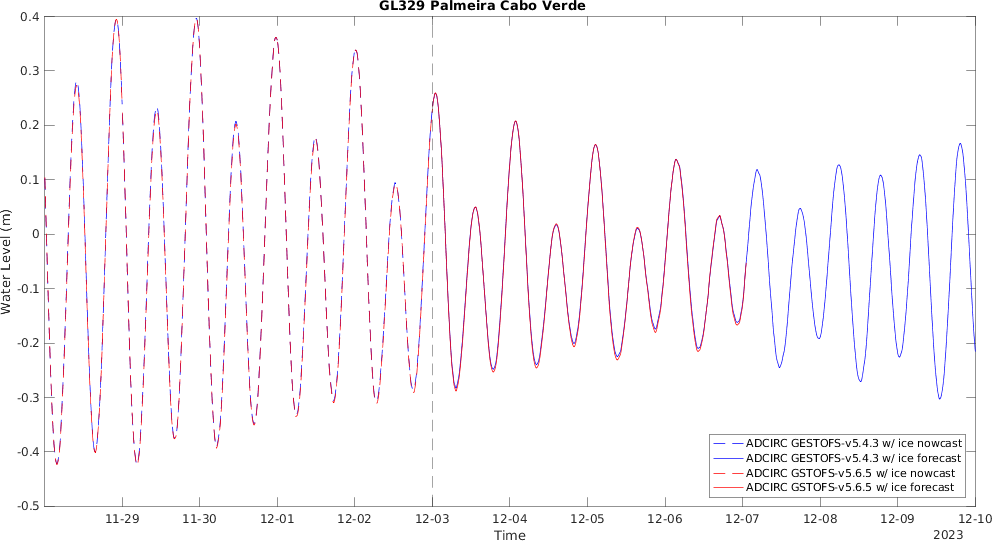 GL329 Palmeira Cabo Verde
0.4
0.3
0.2
0.1
0
-0.1
-0.2
-0.3
-0.4
-0.5
Water Level (m)
ADCIRC GESTOFS-v5.4.3 w/ ice nowcast
ADCIRC GESTOFS-v5.4.3 w/ ice forecast
ADCIRC GSTOFS-v5.6.5 w/ ice nowcast
ADCIRC GSTOFS-v5.6.5 w/ ice forecast
11-29 11-30 12-01 12-02 12-03 12-04 12-05 12-06 12-07 12-08 12-09 12-10
Time
2023